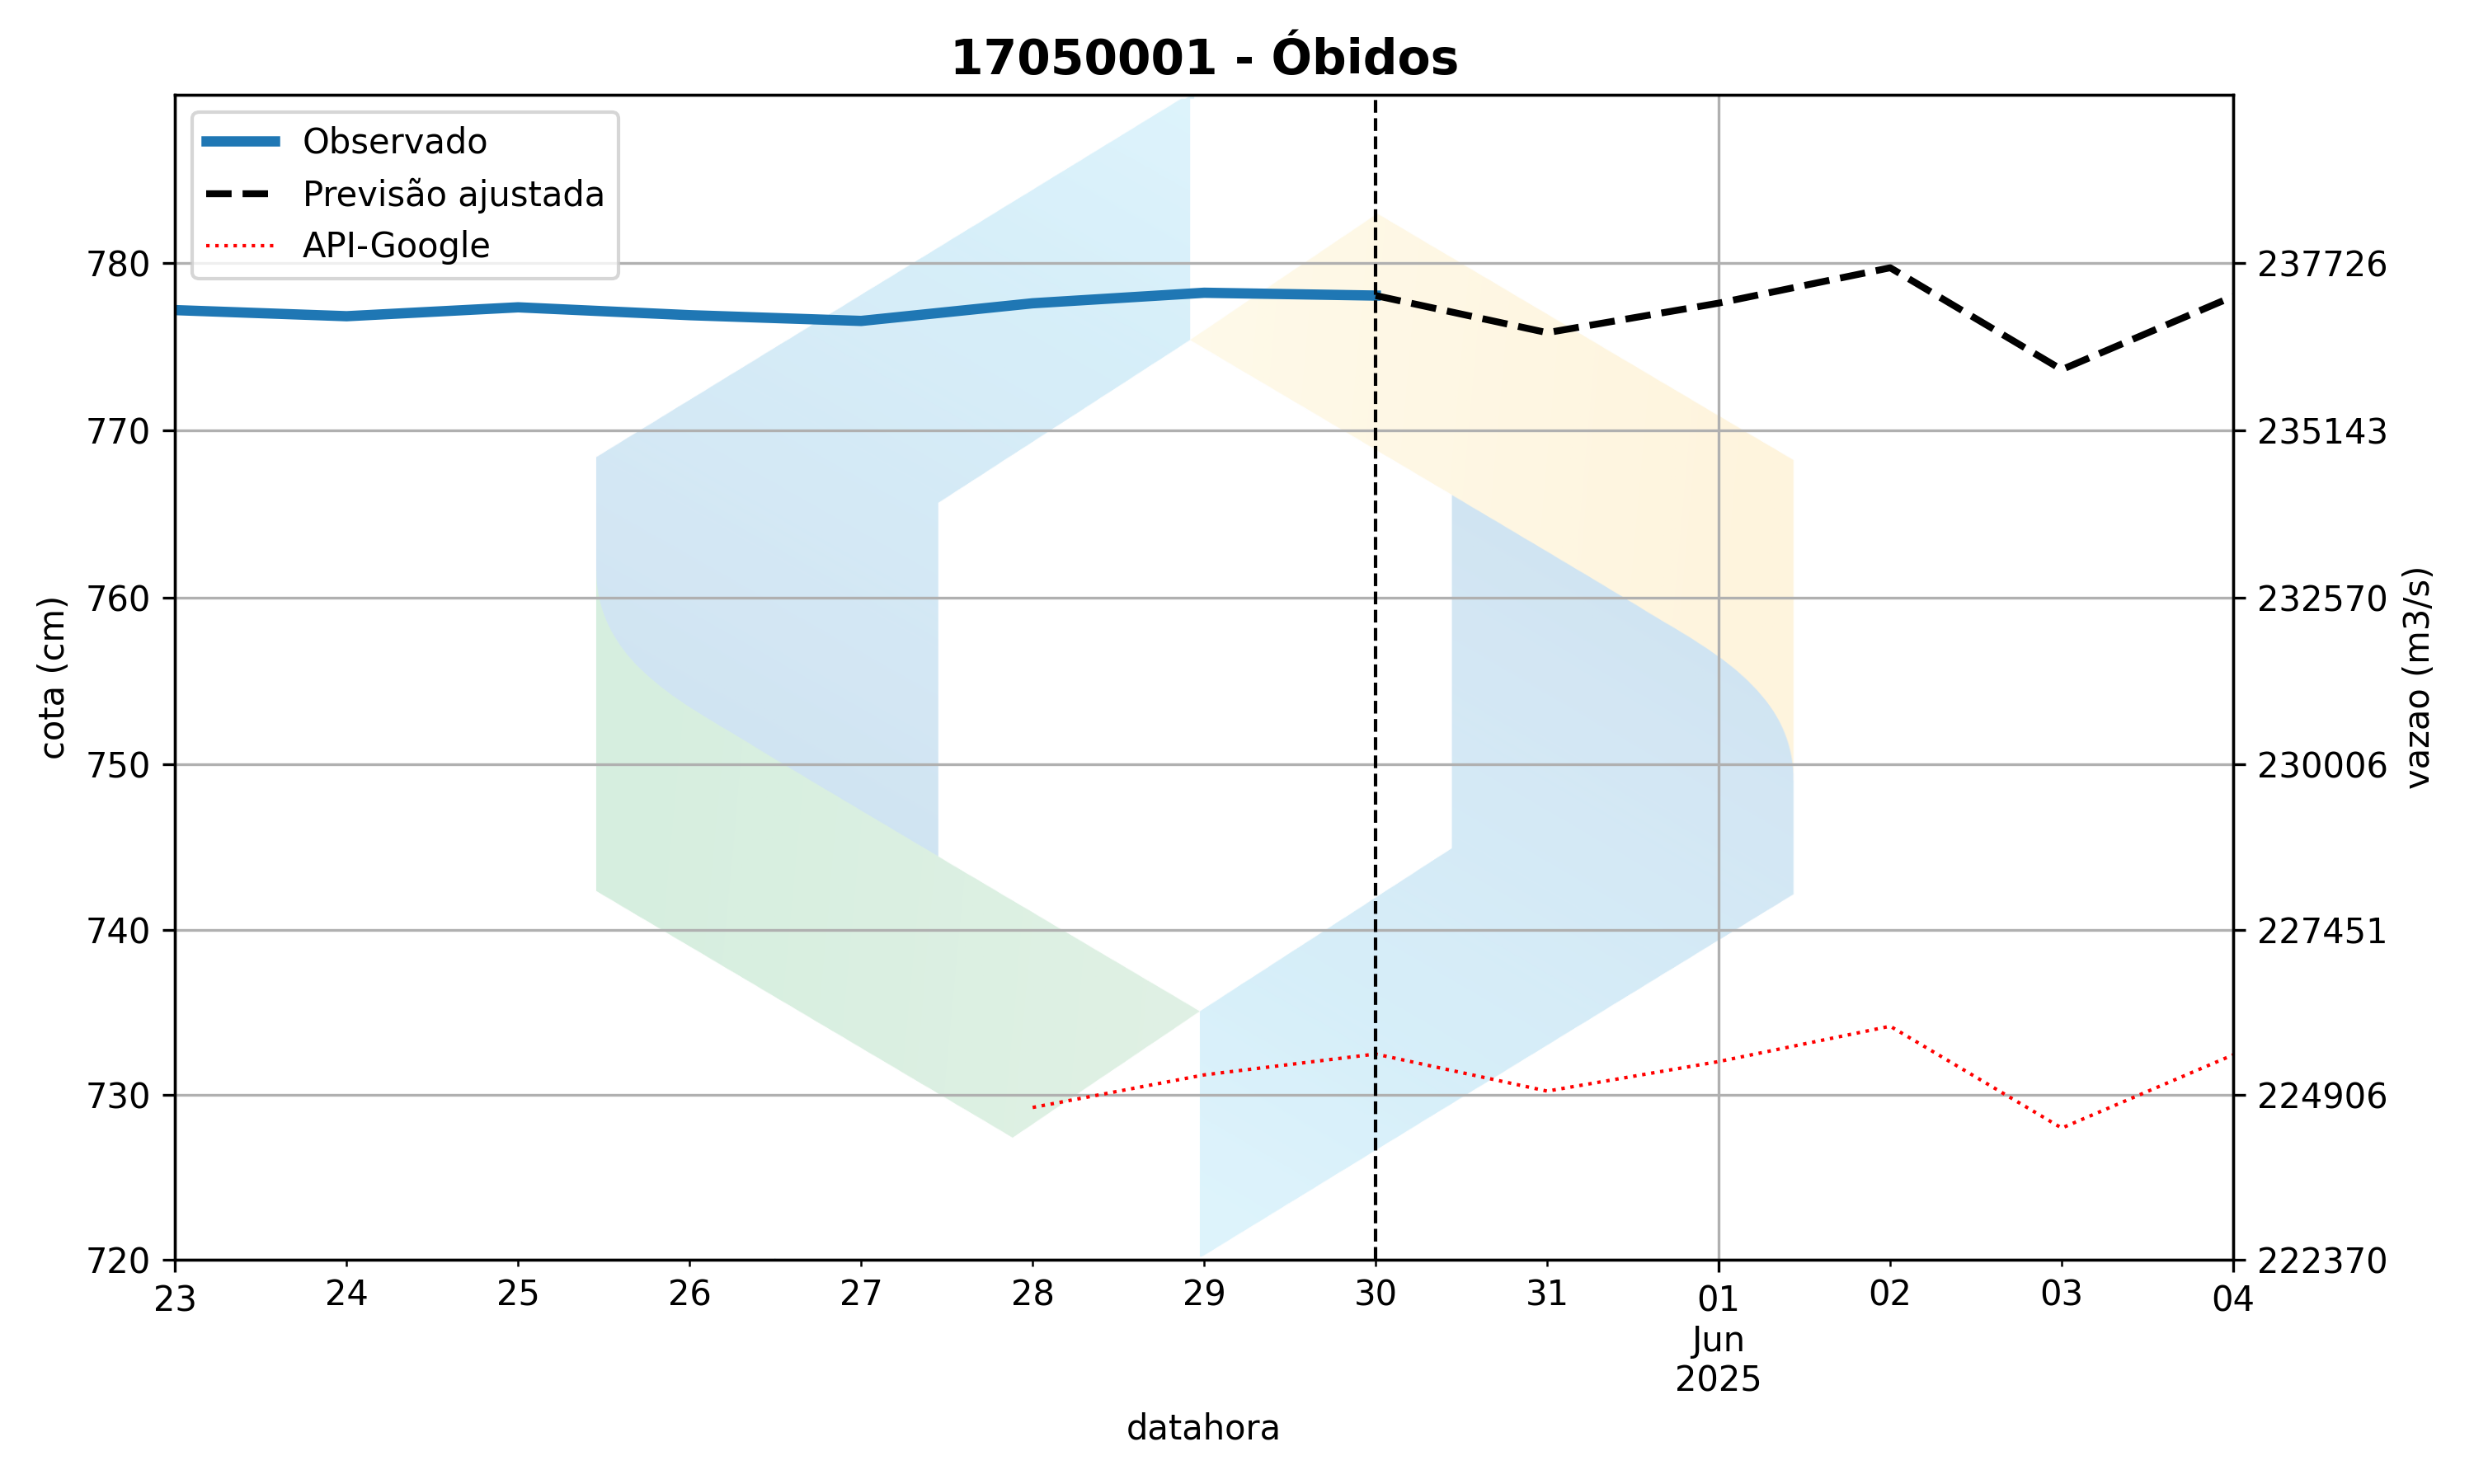 17050001 - Óbidos
Observado
Previsão ajustada
API-Google
780
770
760
750
740
730
720
cota (cm)
237726
235143
232570
230006
227451
224906
222370
vazao (m3/s)
23 24 25 26 27 28 29 30 31 01 02 03 04
Jun
2025
datahora